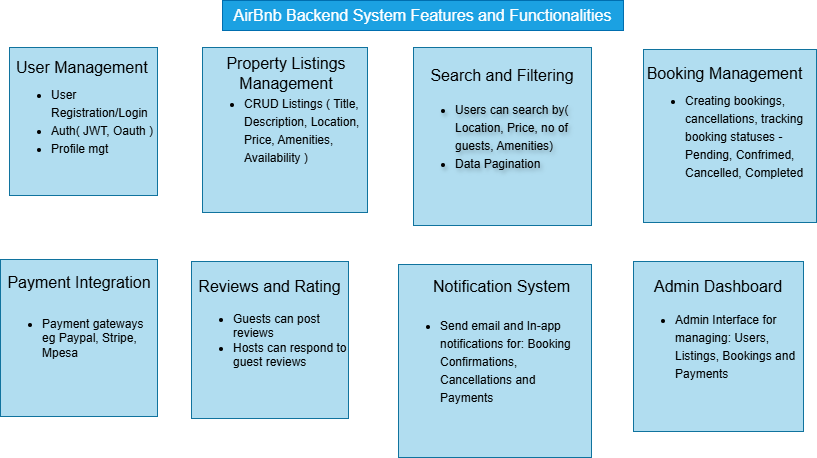 AirBnb Backend System Features and Functionalities
User Management
User
Registration/Login
Auth( JWT, Oauth )
Profile mgt
Property Listings
Management
CRUD Listings ( Title,
Description, Location,
Price, Amenities,
Availability )
Search and Filtering
Users can search by(
Location, Price, no of
guests, Amenities)
Data Pagination
Booking Management
Creating bookings,
cancellations, tracking
booking statuses -
Pending, Confrimed,
Cancelled, Completed
Payment Integration
Payment gateways
eg Paypal, Stripe,
Mpesa
Reviews and Rating
Guests can post
reviews
Hosts can respond to
guest reviews
Notification System
Send email and In-app
notifications for: Booking
Confirmations,
Cancellations and
Payments
Admin Dashboard
Admin Interface for
managing: Users,
Listings, Bookings and
Payments